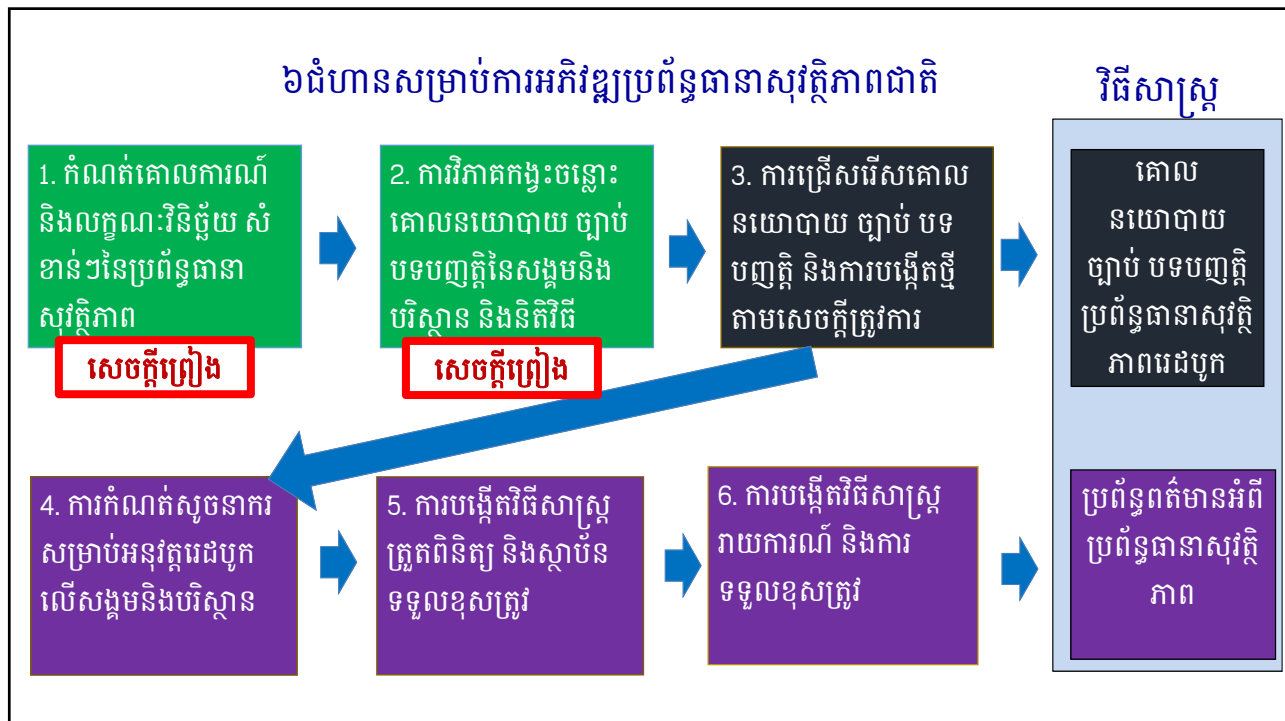 ៦ជំហានសម្រាប់ការអភិវឌ្ឍប្រព័ន្ធធានាសុវត្ថិភាពជាតិ
វិធីសាស្ត្រ
1. កំណត់គោលការណ៍
និងលក្ខណៈវិនិច្ឆ័យ សំ
ខាន់ៗនៃប្រព័ន្ធធានា
សុវត្ថិភាព
សេចក្តីព្រៀង
2. ការវិភាគកង្វះចន្លោះ
គោលនយោបាយ ច្បាប់
បទបញ្ញត្តិនៃសង្គមនិង
បរិស្ថាន និងនិតិវិធី
សេចក្តីព្រៀង
3. ការជ្រើសរើសគោល
នយោបាយ ច្បាប់ បទ
បញ្ញត្តិ និងការបង្កើតថ្មី
តាមសេចក្តីត្រូវការ
គោល
នយោបាយ
ច្បាប់ បទបញ្ញត្តិ
ប្រព័ន្ធធានាសុវត្ថិ
ភាពរេដបូក
4. ការកំណត់សូចនាករ
សម្រាប់អនុវត្តរេដបូក
លើសង្គមនិងបរិស្ថាន
5. ការបង្កើតវិធីសាស្ត្រ
ត្រួតពិនិត្យ និងស្ថាប័ន
ទទួលខុសត្រូវ
6. ការបង្កើតវិធីសាស្ត្រ
រាយការណ៍ និងការ
ទទួលខុសត្រូវ
ប្រព័ន្ធពត៌មានអំពី
ប្រព័ន្ធធានាសុវត្ថិ
ភាព